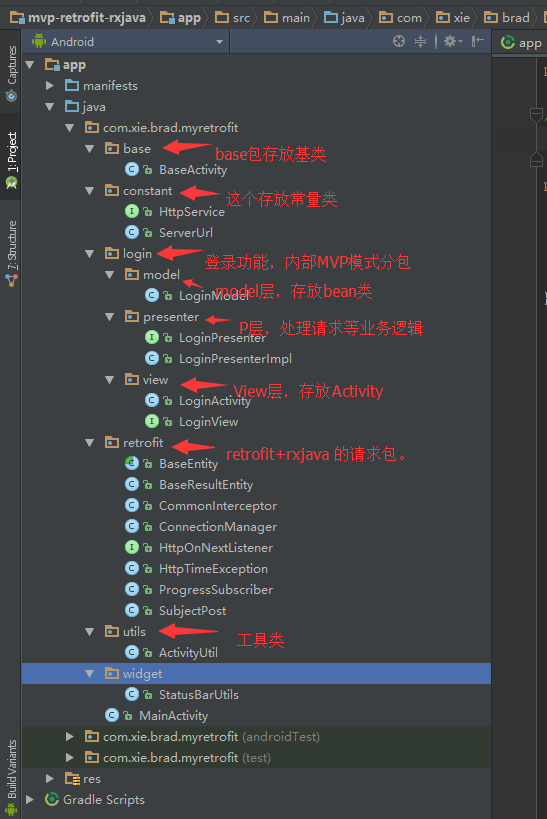 mvp-retrofit-rxjava app src main java com xie brad
Android app
Captures
1: Project
7: Structure
Build Variants
app
manifests
java
com.xie.brad.myretrofit
base base包存放基类
BaseActivity
constant 这个存放常量类
HttpService
ServerUrl
login 登录功能，内部MVP模式分包
model model层，存放bean类
LoginModel
presenter P层，处理请求等业务逻辑
LoginPresenter
LoginPresenterImpl
view View层，存放Activity
LoginActivity
LoginView
retrofit retrofit+rxjava 的请求包。
BaseEntity
BaseResultEntity
CommonInterceptor
ConnectionManager
HttpOnNextListener
HttpTimeException
ProgressSubscriber
SubjectPost
utils 工具类
ActivityUtil
widget
StatusBarUtils
MainActivity
com.xie.brad.myretrofit (androidTest)
com.xie.brad.myretrofit (test)
res
Gradle Scripts